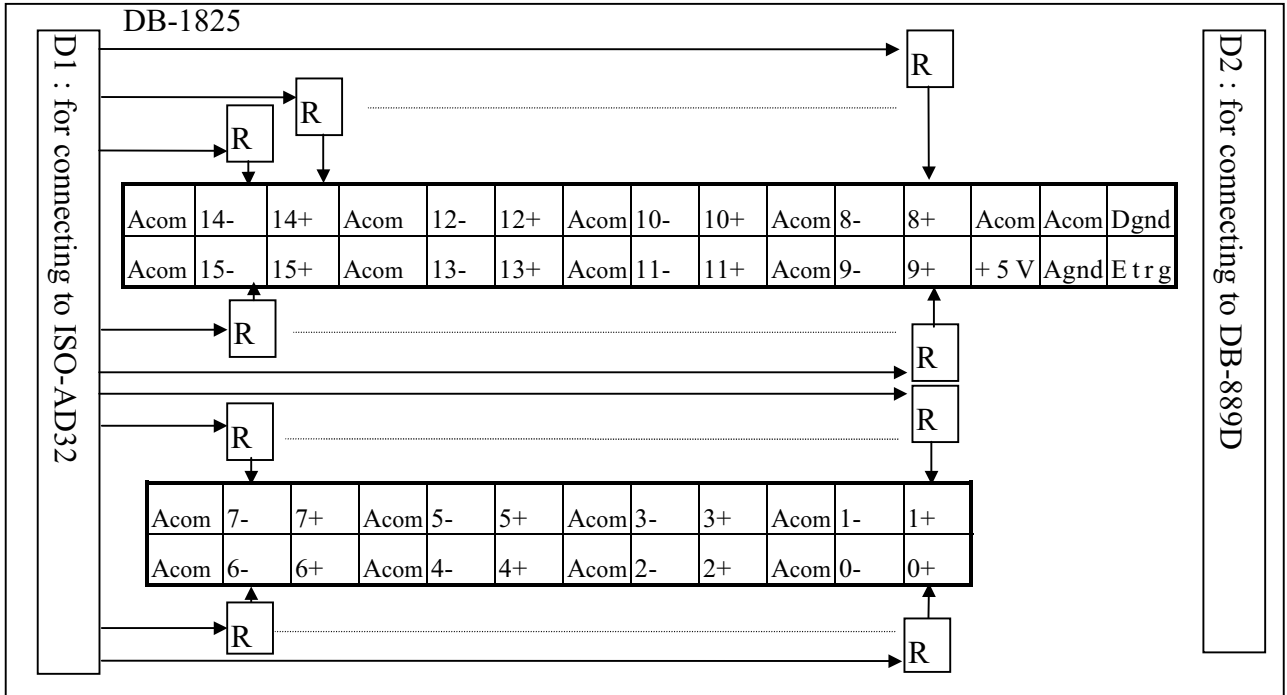 DB-1825
D1 : for connecting to ISO-AD32
D2 : for connecting to DB-889D
R
R
R
Acom 14- 14+ Acom 12- 12+ Acom 10- 10+ Acom 8- 8+ Acom Acom Dgnd
Acom 15- 15+ Acom 13- 13+ Acom 11- 11+ Acom 9- 9+ +5V Agnd Etrg
R
R
R
R
Acom 7- 7+ Acom 5- 5+ Acom 3- 3+ Acom 1- 1+
Acom 6- 6+ Acom 4- 4+ Acom 2- 2+ Acom 0- 0+
R
R